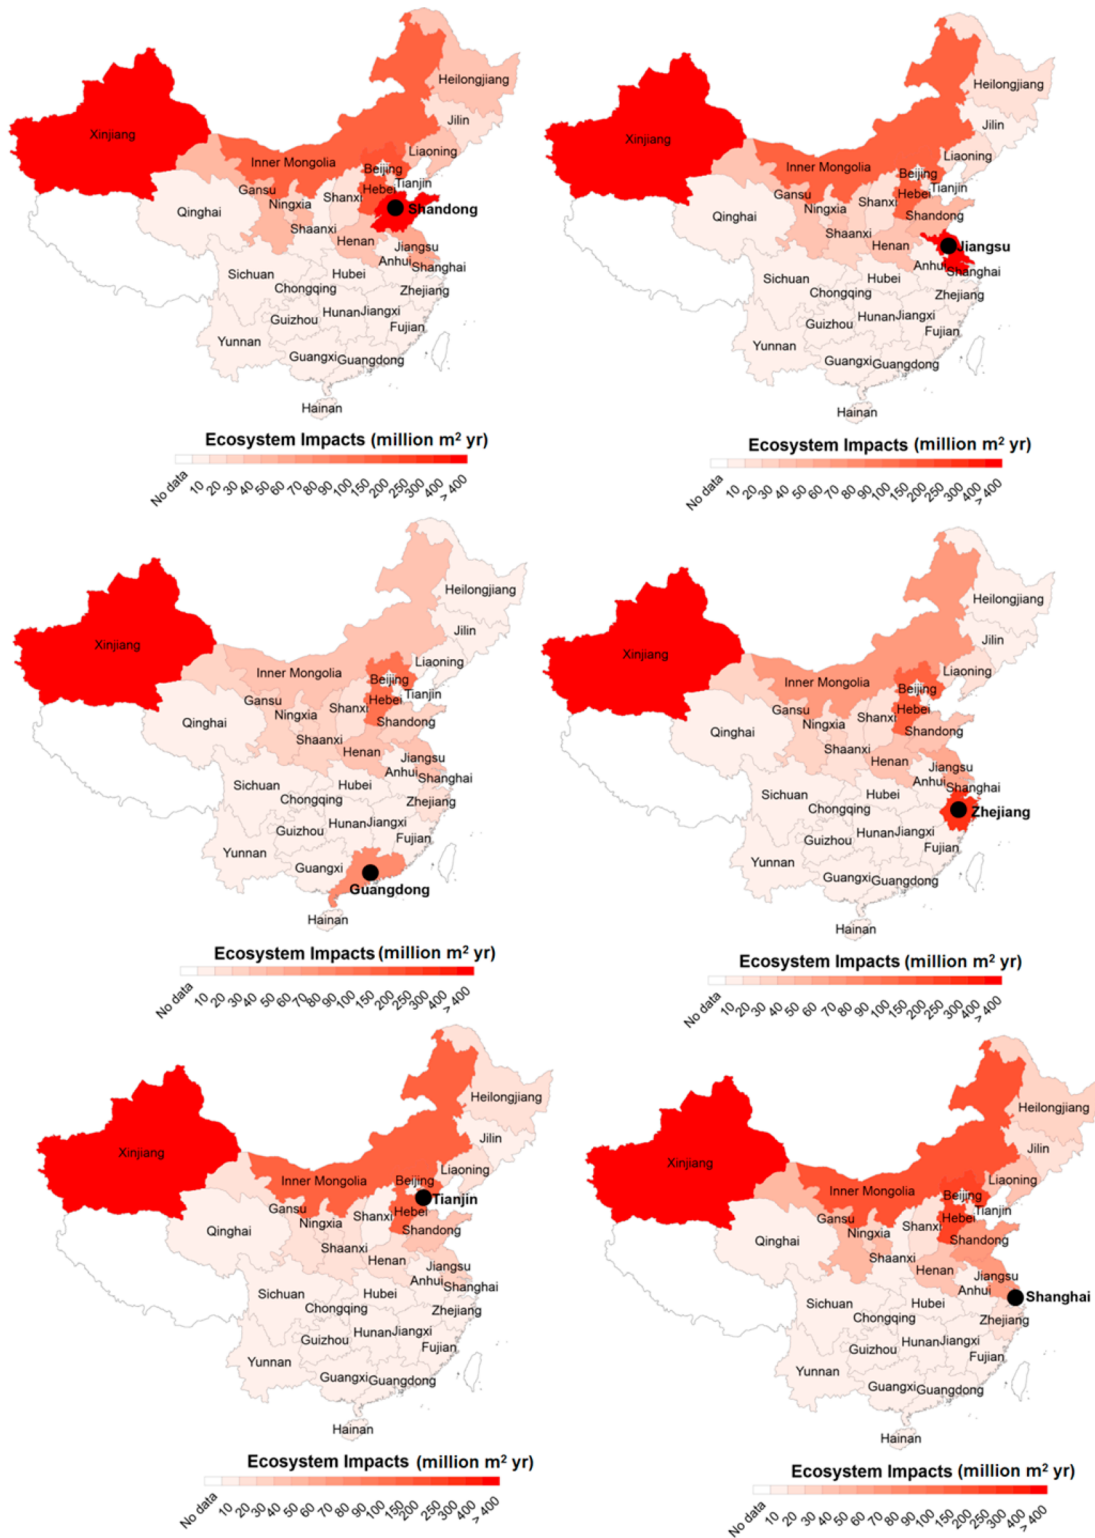 Heilongjiang
Xinjiang
Jilin
Inner Mongolia
Liaoning
Beijing
Gansu
Hebei
Tianjin
Qinghai
Ningxia
Shanxi
Shandong
Shaanxi
Henan
Jiangsu
Anhui
Shanghai
Sichuan
Hubei
Chongqing
Zhejiang
Guizhou
Hunan
Jiangxi
Fujian
Yunnan
Guangxi
Guangdong
Hainan
Ecosystem Impacts (million m² yr)
No data 10 20 30 40 50 60 70 80 90 100 150 200 250 300 400 > 400
Heilongjiang
Xinjiang
Jilin
Inner Mongolia
Liaoning
Beijing
Gansu
Hebei
Tianjin
Qinghai
Ningxia
Shanxi
Shandong
Shaanxi
Henan
Jiangsu
Anhui
Shanghai
Sichuan
Hubei
Chongqing
Zhejiang
Guizhou
Hunan
Jiangxi
Fujian
Yunnan
Guangxi
Guangdong
Hainan
Ecosystem Impacts (million m² yr)
No data 10 20 30 40 50 60 70 80 90 100 150 200 250 300 400 > 400
Heilongjiang
Xinjiang
Jilin
Inner Mongolia
Liaoning
Beijing
Gansu
Hebei
Tianjin
Qinghai
Ningxia
Shanxi
Shandong
Shaanxi
Henan
Jiangsu
Anhui
Shanghai
Sichuan
Hubei
Chongqing
Zhejiang
Guizhou
Hunan
Jiangxi
Fujian
Yunnan
Guangxi
Guangdong
Hainan
Ecosystem Impacts (million m² yr)
No data 10 20 30 40 50 60 70 80 90 100 150 200 250 300 400 > 400
Heilongjiang
Xinjiang
Jilin
Inner Mongolia
Liaoning
Beijing
Gansu
Hebei
Qinghai
Ningxia
Shanxi
Shandong
Shaanxi
Henan
Jiangsu
Anhui
Shanghai
Sichuan
Hubei
Chongqing
Zhejiang
Guizhou
Hunan
Jiangxi
Fujian
Yunnan
Guangxi
Guangdong
Hainan
Ecosystem Impacts (million m² yr)
No data 10 20 30 40 50 60 70 80 90 100 150 200 250 300 400 > 400
Heilongjiang
Xinjiang
Jilin
Inner Mongolia
Liaoning
Beijing
Gansu
Hebei
Tianjin
Qinghai
Ningxia
Shanxi
Shandong
Shaanxi
Henan
Jiangsu
Anhui
Shanghai
Sichuan
Hubei
Chongqing
Zhejiang
Guizhou
Hunan
Jiangxi
Fujian
Yunnan
Guangxi
Guangdong
Hainan
Ecosystem Impacts (million m² yr)
No data 10 20 30 40 50 60 70 80 90 100 150 200 250 300 400 > 400
Heilongjiang
Xinjiang
Jilin
Inner Mongolia
Liaoning
Beijing
Gansu
Hebei
Tianjin
Qinghai
Ningxia
Shanxi
Shandong
Shaanxi
Henan
Jiangsu
Anhui
Shanghai
Sichuan
Hubei
Chongqing
Zhejiang
Guizhou
Hunan
Jiangxi
Fujian
Yunnan
Guangxi
Guangdong
Hainan
Ecosystem Impacts (million m² yr)
No data 10 20 30 40 50 60 70 80 90 100 150 200 250 300 400 > 400